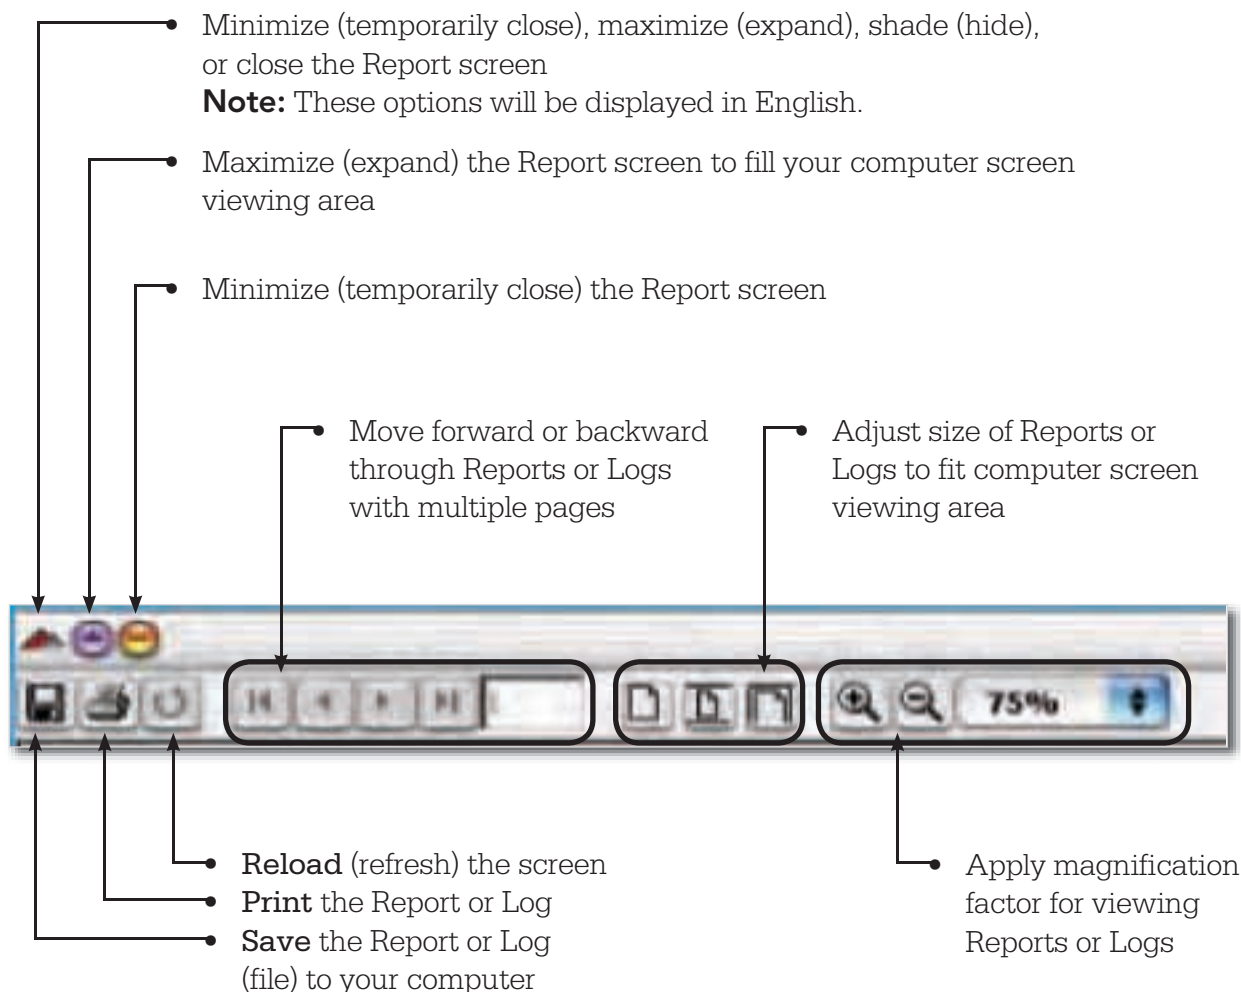 Minimize (temporarily close), maximize (expand), shade (hide),
or close the Report screen
Note: These options will be displayed in English.
Maximize (expand) the Report screen to fill your computer screen
viewing area
Minimize (temporarily close) the Report screen
Move forward or backward
through Reports or Logs
with multiple pages
Adjust size of Reports or
Logs to fit computer screen
viewing area
75%
Reload (refresh) the screen
Print the Report or Log
Save the Report or Log
(file) to your computer
Apply magnification
factor for viewing
Reports or Logs